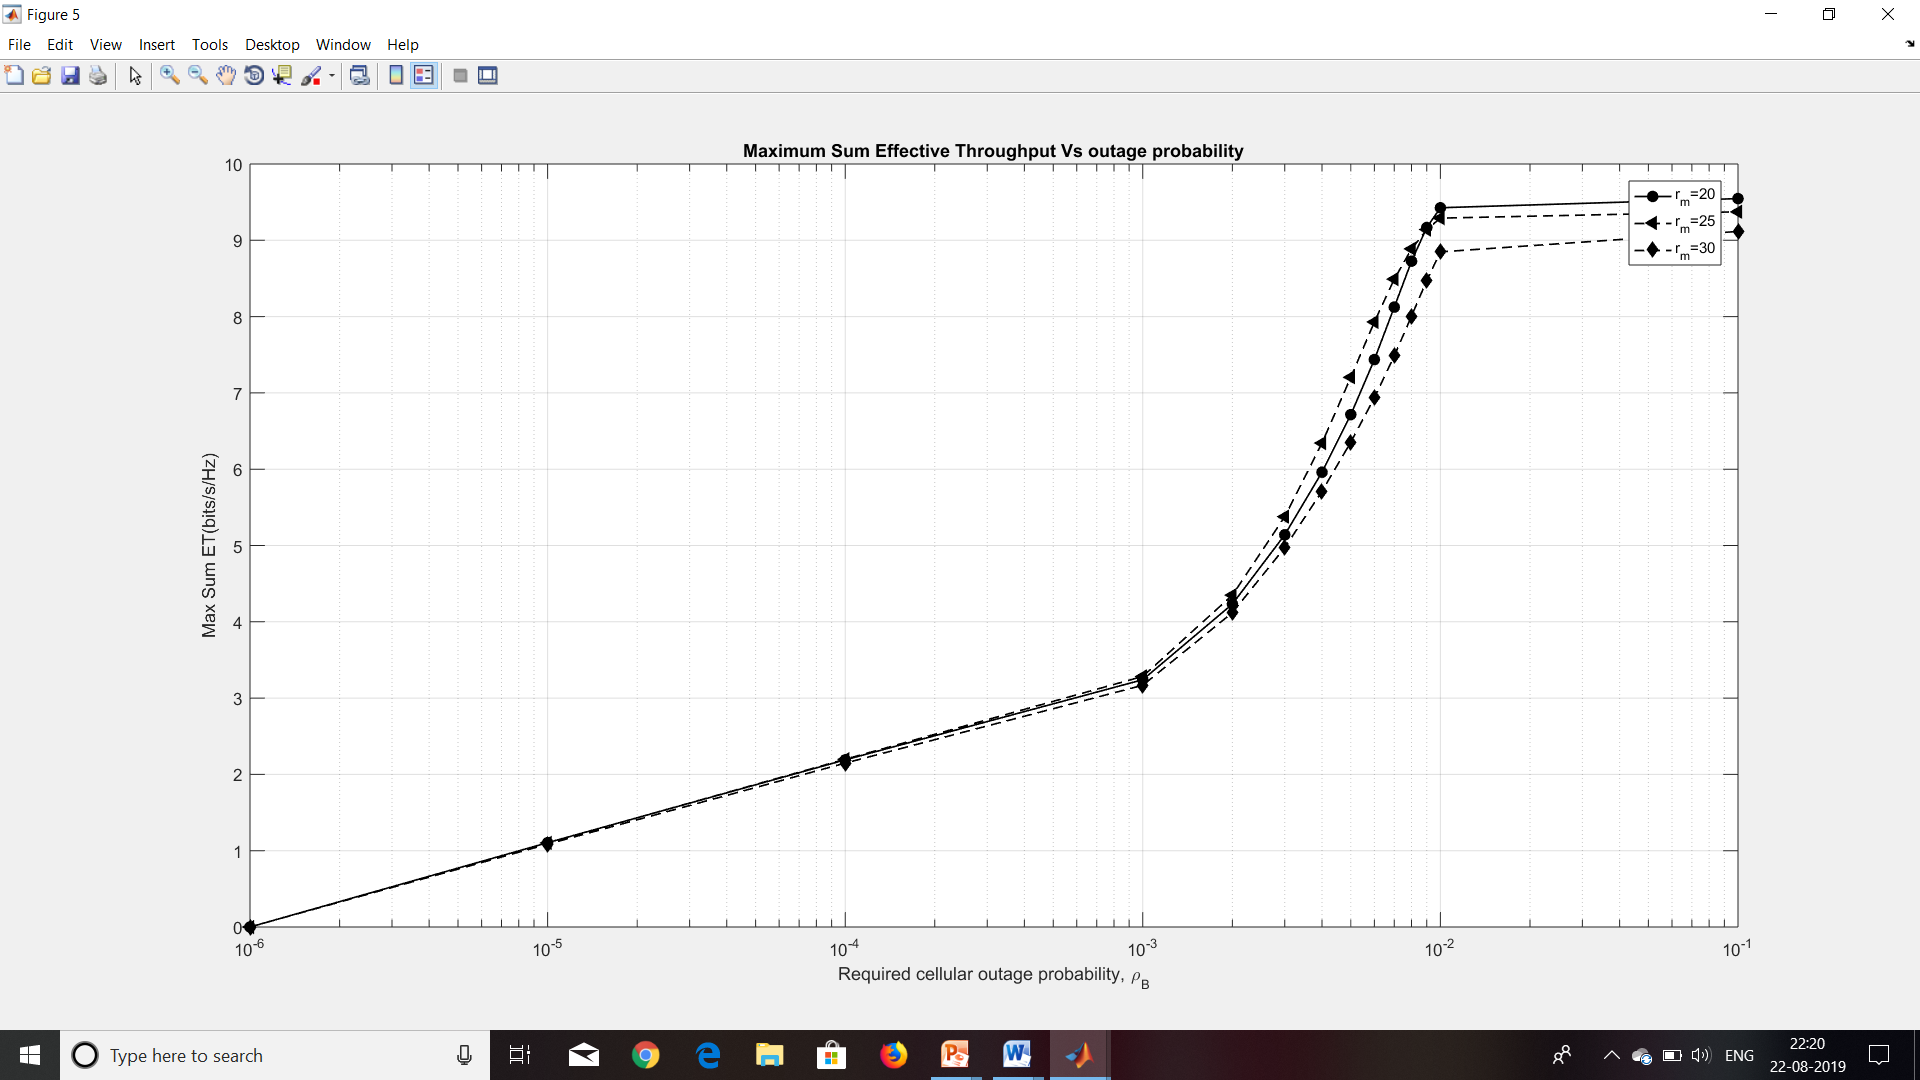 Figure 5
File Edit View Insert Tools Desktop Window Help
Maximum Sum Effective Throughput Vs outage probability
10
9
8
7
6
5
4
3
2
1
0
Max Sum ET(bits/s/Hz)
r_m=20
r_m=25
r_m=30
10^-6 10^-5 10^-4 10^-3 10^-2 10^-1
Required cellular outage probability, ρ_B
Type here to search
ENG
22:20
22-08-2019